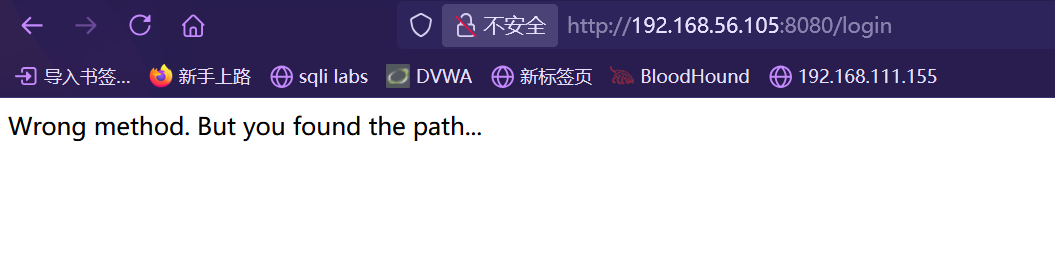 不安全 http://192.168.56.105:8080/login
导入书签... 新手上路 sqli labs DVWA 新标签页 BloodHound 192.168.111.155
Wrong method. But you found the path...